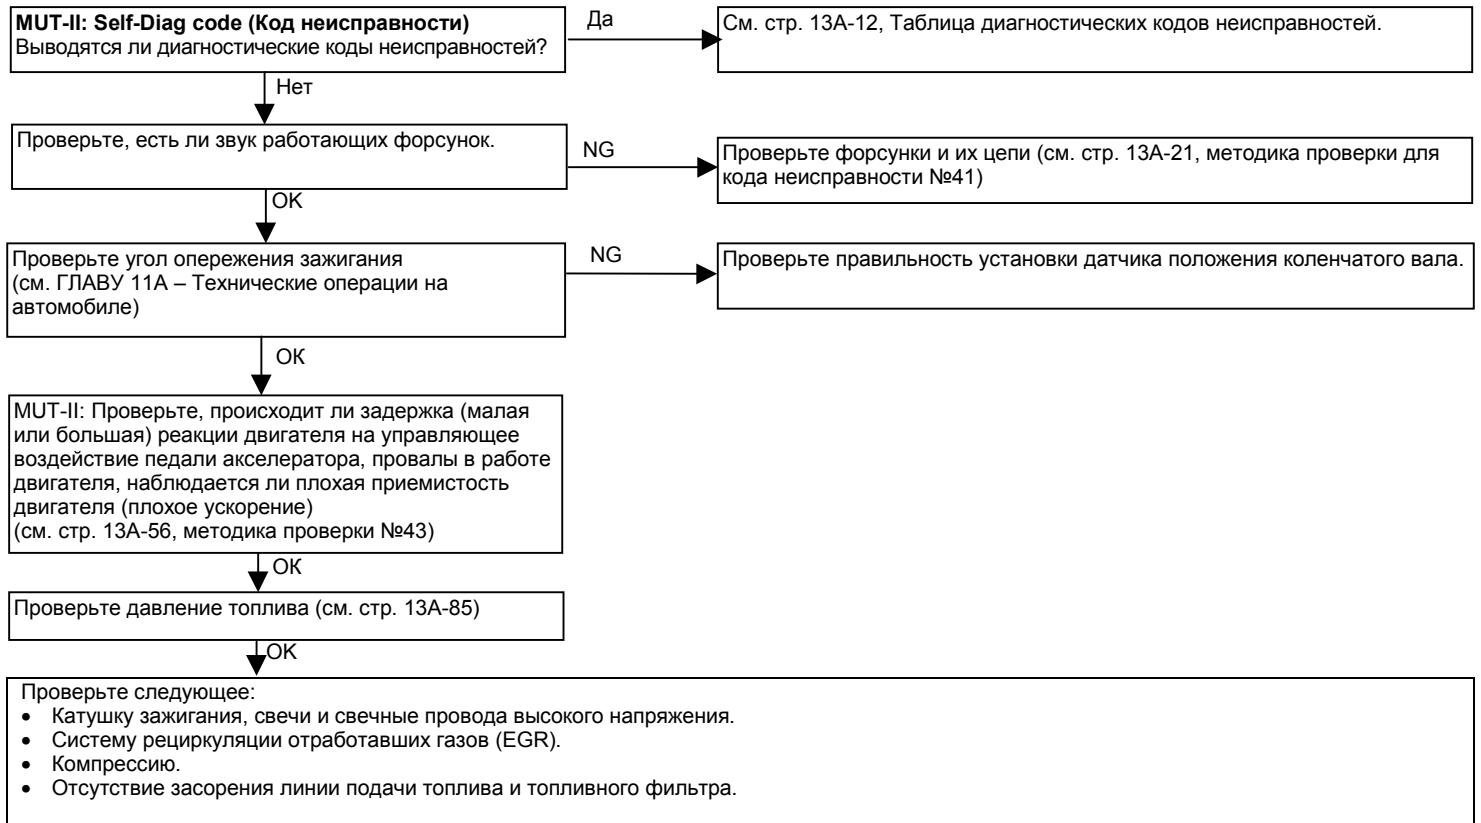 MUT-II: Self-Diag code (Код неисправности)
Выводятся ли диагностические коды неисправностей?
Да
См. стр. 13А-12, Таблица диагностических кодов неисправностей.
Нет
Проверьте, есть ли звук работающих форсунок.
NG
Проверьте форсунки и их цепи (см. стр. 13А-21, методика проверки для
кода неисправности №41)
OK
Проверьте угол опережения зажигания
(см. ГЛАВУ 11А – Технические операции на
автомобиле)
NG
Проверьте правильность установки датчика положения коленчатого вала.
OK
MUT-II: Проверьте, происходит ли задержка (малая
или большая) реакции двигателя на управляющее
воздействие педали акселератора, провалы в работе
двигателя, наблюдается ли плохая приемистость
двигателя (плохое ускорение)
(см. стр. 13А-56, методика проверки №43)
OK
Проверьте давление топлива (см. стр. 13А-85)
OK
Проверьте следующее:
• Катушку зажигания, свечи и свечные провода высокого напряжения.
• Систему рециркуляции отработавших газов (EGR).
• Компрессию.
• Отсутствие засорения линии подачи топлива и топливного фильтра.